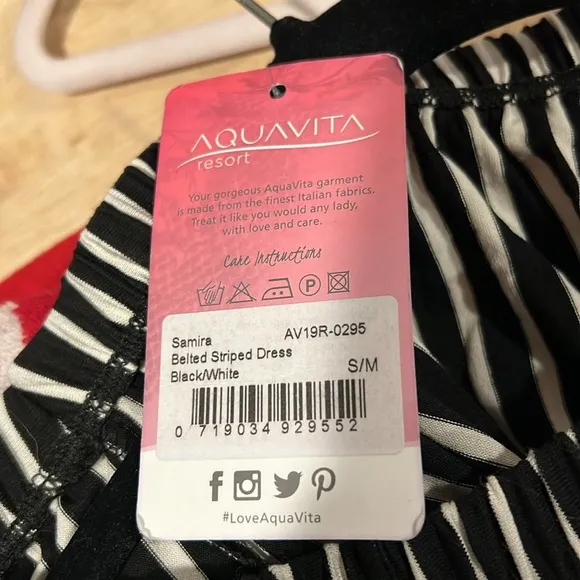 AQUAVITA
resort
Your gorgeous AquaVita garment
is made from the finest Italian fabrics.
Treat it like you would any lady,
with love and care.
Care Instructions
P
Samira AV19R-0295
Belted Striped Dress
Black/White S/M
0 719034 929552
#LoveAquaVita